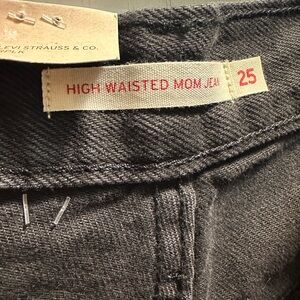 LEVI STRAUSS & CO.
HIGH WAISTED MOM JEAN
25